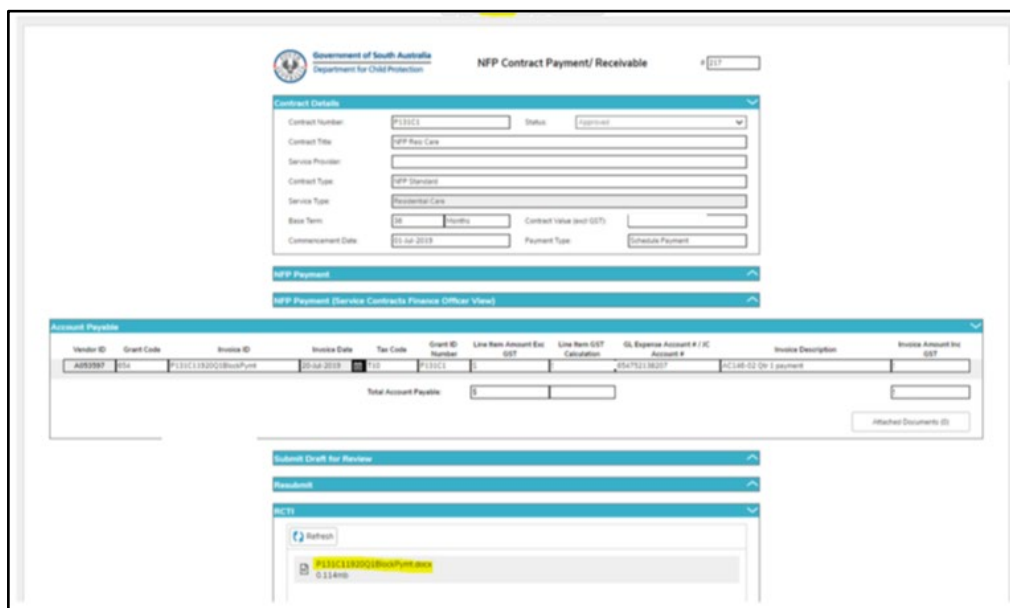 Government of South Australia
Department for Child Protection
NFP Contract Payment/ Receivable
# 217
Contract Details
Contract Number: P131C1 Status: Approved
Contract Title: NFP Resi Care
Service Provider:
Contract Type: NFP Standard
Service Type: Residential Care
Base Term: Months Contract Value (excl GST):
Commencement Date: 01-Jul-2019 Payment Type: Schedule Payment
NFP Payment
NFP Payment (Service Contracts Finance Officer View)
Account Payable
Vendor ID Grant Code Invoice ID Invoice Date Tax Code Grant ID Number Line Item Amount Exc GST Line Item GST Calculation GL Expense Account # / IC Account # Invoice Description Invoice Amount Inc GST
P131C11920Q1BlockPymt 20-Jul-2019 T10 P131C1 AC146-02 Qtr 1 payment
Total Account Payable:
Attached Documents (0)
Submit Draft for Review
Resubmit
RCTI
Refresh
P131C11920Q1BlockPymt.docx
0.114mb